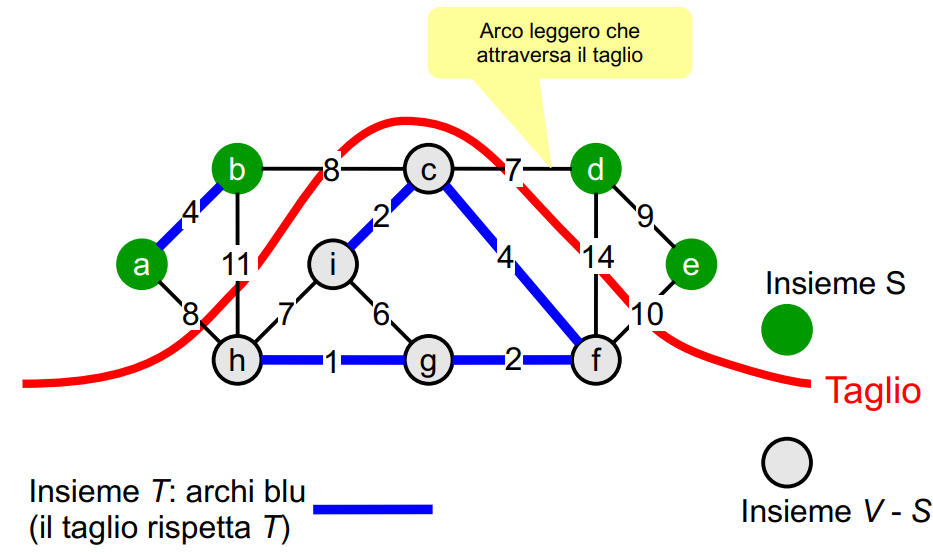 Arco leggero che
attraversa il taglio
b 8 c 7 d
4 2 9
a 11 i 4 14 e
8 7 6 10
h 1 g 2 f
Insieme S
Taglio
Insieme T: archi blu
(il taglio rispetta T)
Insieme V - S